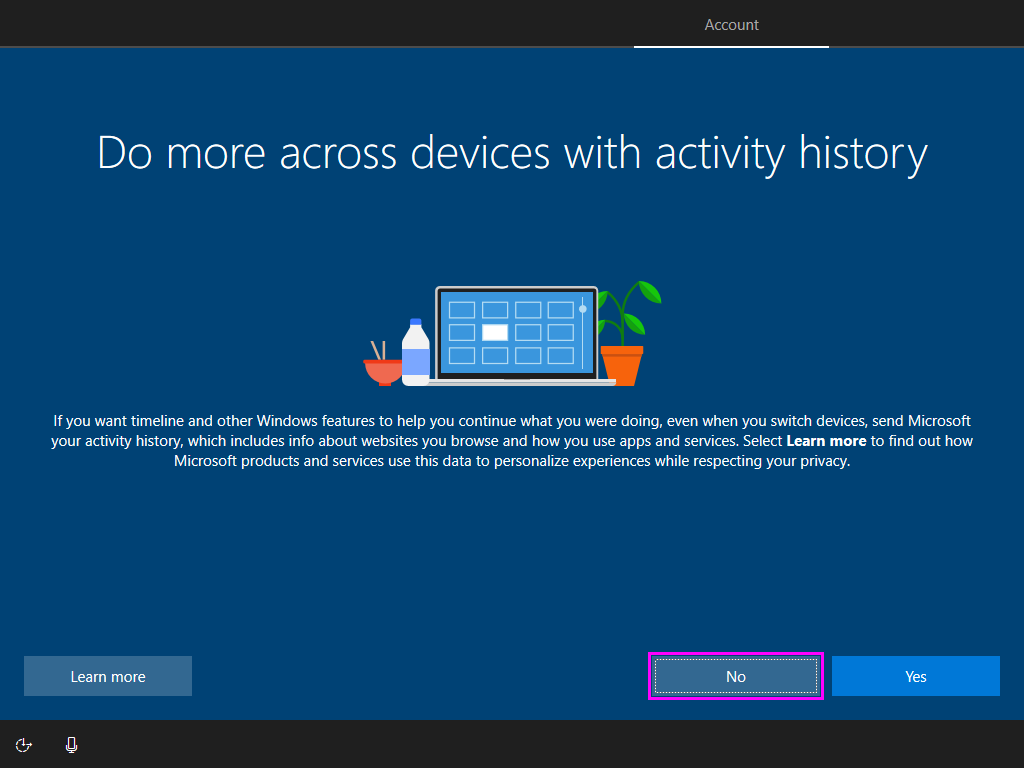 Account
Do more across devices with activity history
If you want timeline and other Windows features to help you continue what you were doing, even when you switch devices, send Microsoft
your activity history, which includes info about websites you browse and how you use apps and services. Select Learn more to find out how
Microsoft products and services use this data to personalize experiences while respecting your privacy.
Learn more
No
Yes